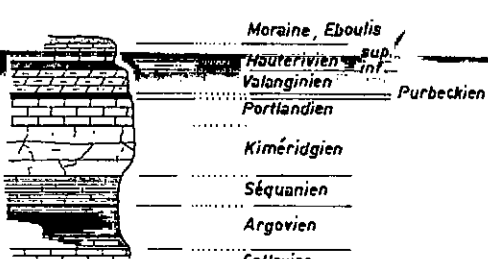 Moraine, Eboulis
Hauterivien sup.
inf.
Valanginien
Purbeckien
Portlandien
Kiméridgien
Séquanien
Argovien